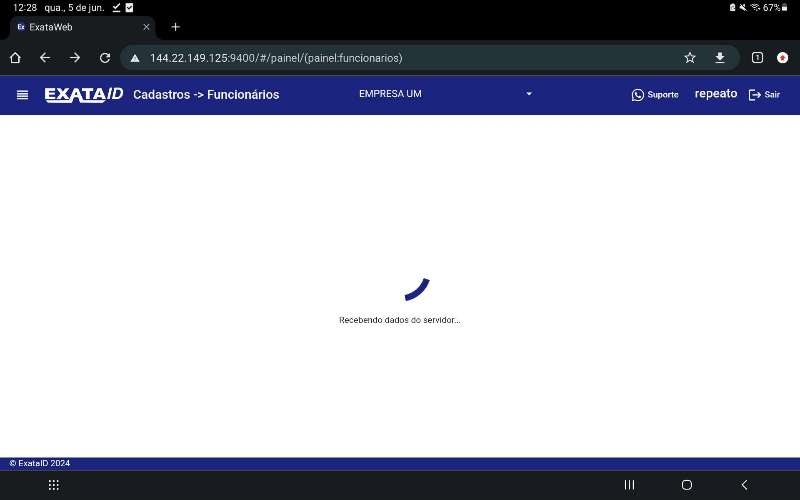 12:28 qua., 5 de jun. 67%
Ex ExataWeb
144.22.149.125:9400/#/painel/(painel:funcionarios) 1
EXATAID Cadastros -> Funcionários EMPRESA UM Suporte repeato Sair
Recebendo dados do servidor...
© ExataID 2024